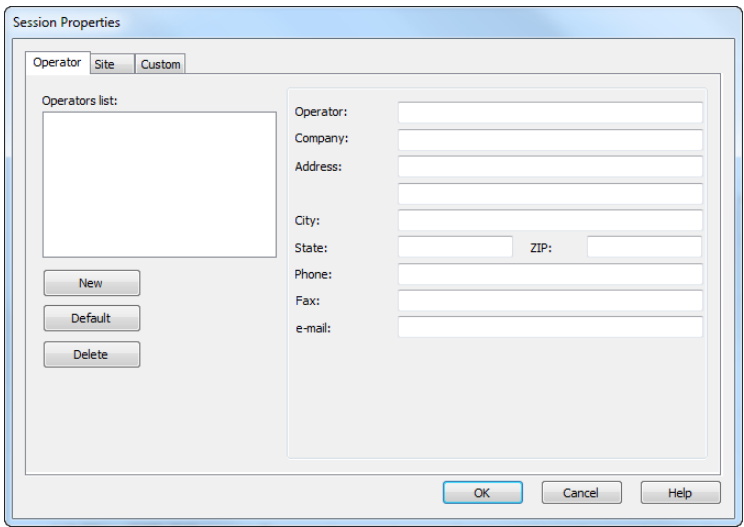 Session Properties
Operator Site Custom
Operators list:
Operator:
Company:
Address:
City:
State: ZIP:
Phone:
Fax:
e-mail:
New
Default
Delete
OK Cancel Help